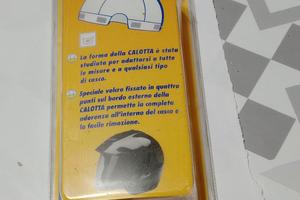 La forma della CALOTTA è stata
studiata per adattarsi a tutte
le misure e a qualsiasi tipo
di casco.
Speciale velcro fissato in quattro
punti sul bordo esterno della
CALOTTA permette la completa
aderenza all'interno del casco e
la facile rimozione.